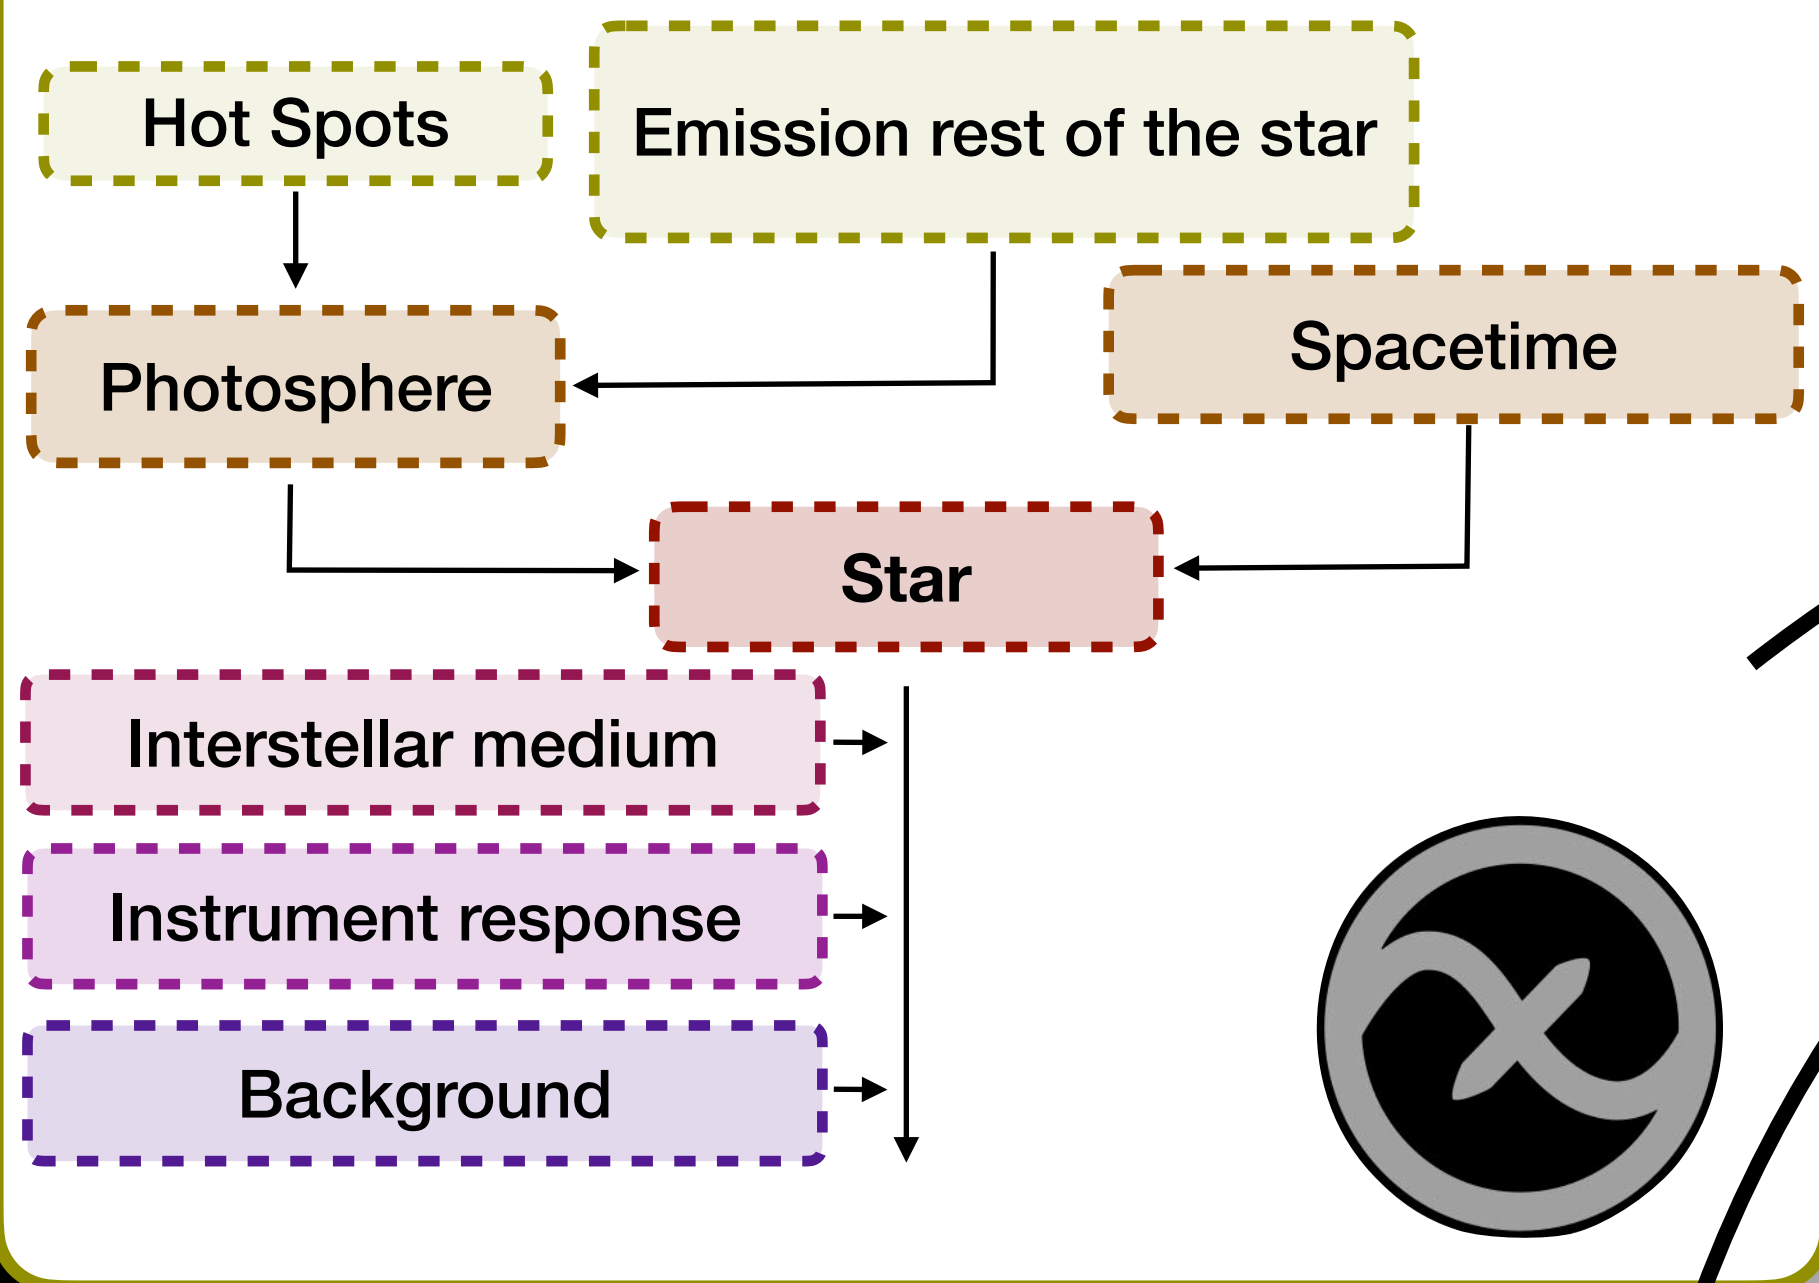 Hot Spots
Emission rest of the star
Spacetime
Photosphere
Star
Interstellar medium
Instrument response
Background